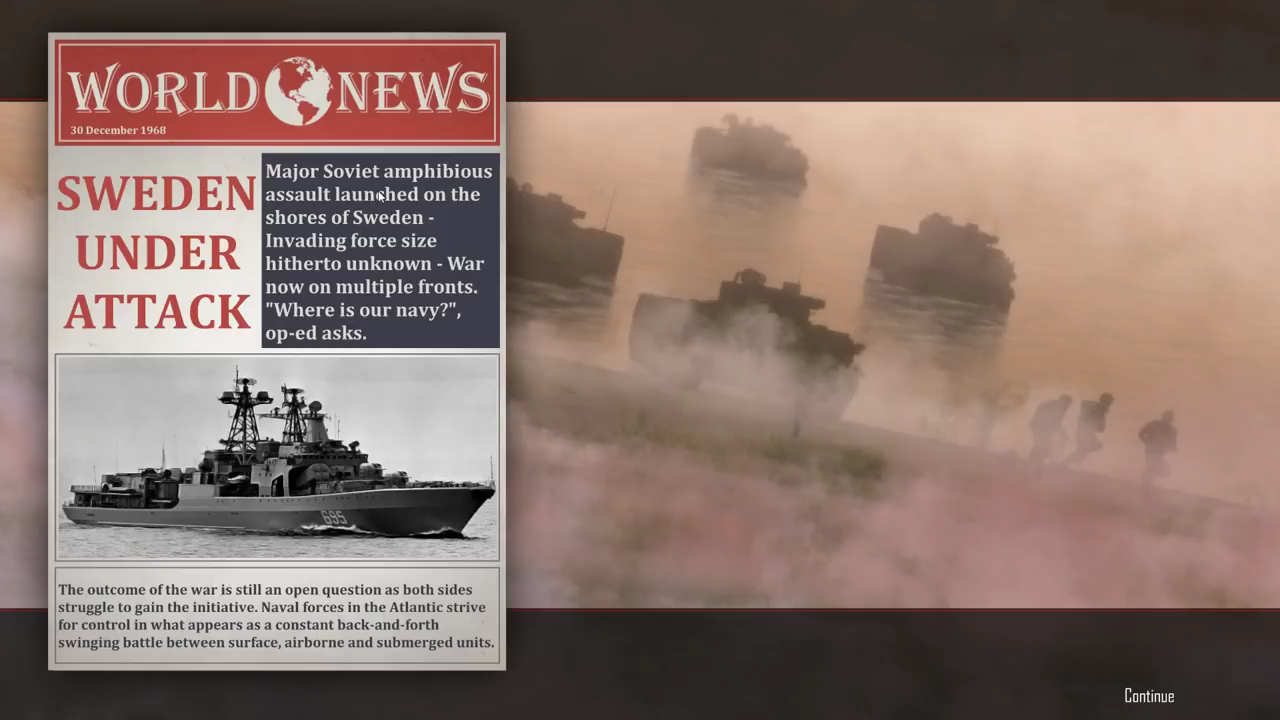 WORLD NEWS
30 December 1968
SWEDEN
UNDER
ATTACK
Major Soviet amphibious
assault launched on the
shores of Sweden -
Invading force size
hitherto unknown - War
now on multiple fronts.
"Where is our navy?",
op-ed asks.
695
The outcome of the war is still an open question as both sides
struggle to gain the initiative. Naval forces in the Atlantic strive
for control in what appears as a constant back-and-forth
swinging battle between surface, airborne and submerged units.
Continue